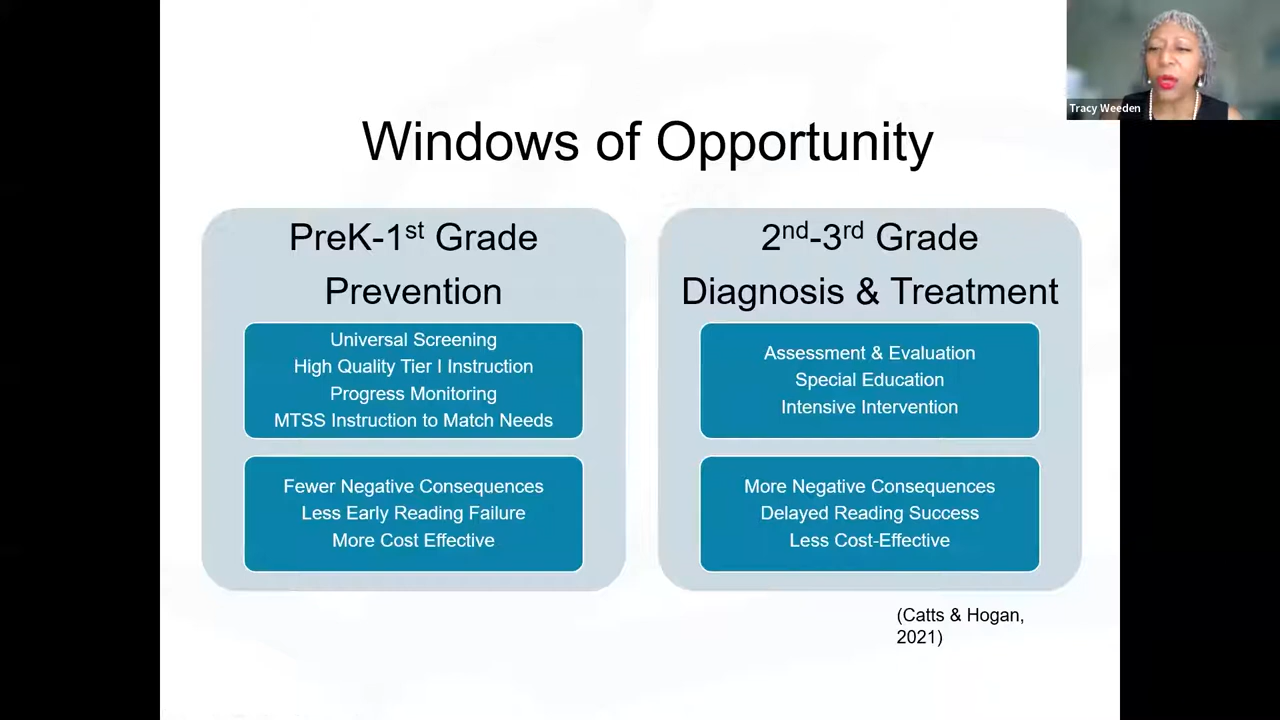 Tracy Weeden
Windows of Opportunity
PreK-1st Grade
Prevention
Universal Screening
High Quality Tier I Instruction
Progress Monitoring
MTSS Instruction to Match Needs
Fewer Negative Consequences
Less Early Reading Failure
More Cost Effective
2nd-3rd Grade
Diagnosis & Treatment
Assessment & Evaluation
Special Education
Intensive Intervention
More Negative Consequences
Delayed Reading Success
Less Cost-Effective
(Catts & Hogan,
2021)